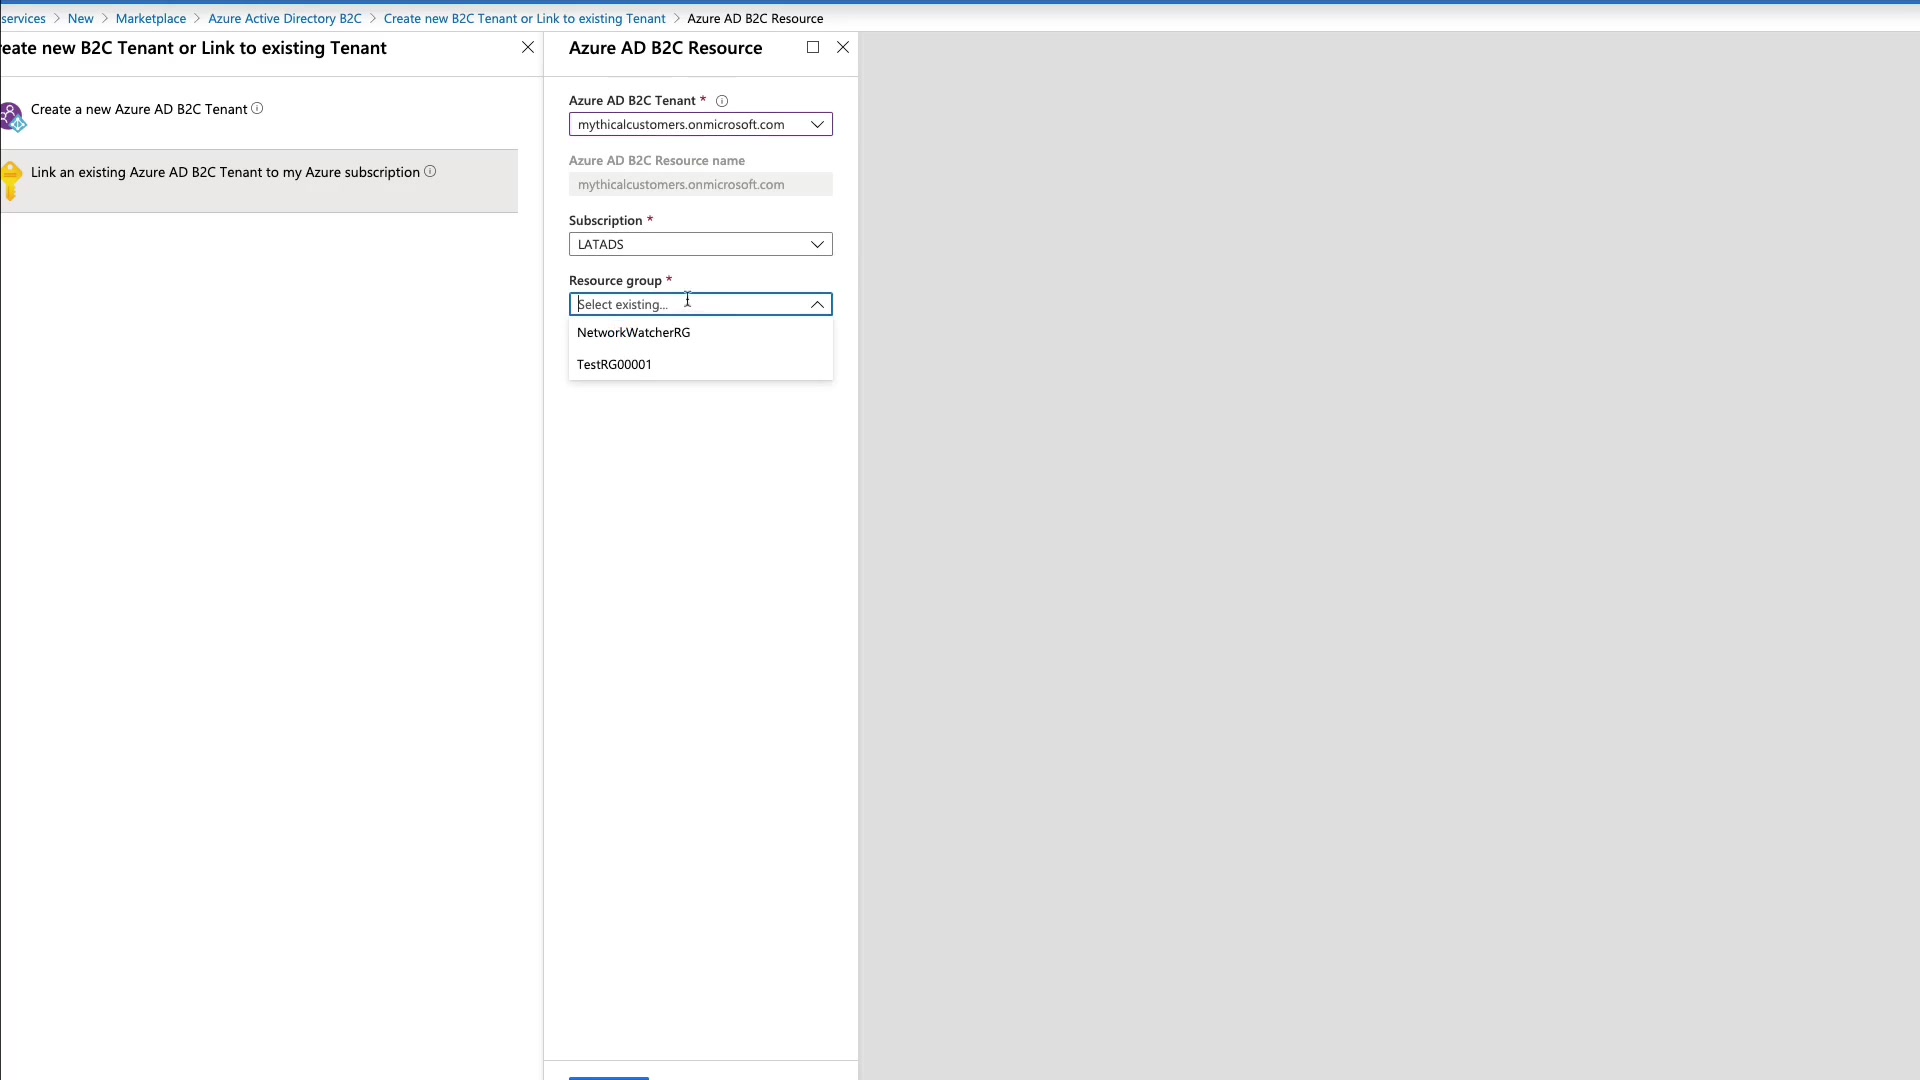 services > New > Marketplace > Azure Active Directory B2C > Create new B2C Tenant or Link to existing Tenant > Azure AD B2C Resource
eate new B2C Tenant or Link to existing Tenant
Create a new Azure AD B2C Tenant
Link an existing Azure AD B2C Tenant to my Azure subscription
Azure AD B2C Resource
Azure AD B2C Tenant *
mythicalcustomers.onmicrosoft.com
Azure AD B2C Resource name
mythicalcustomers.onmicrosoft.com
Subscription *
LATADS
Resource group *
Select existing...
NetworkWatcherRG
TestRG00001